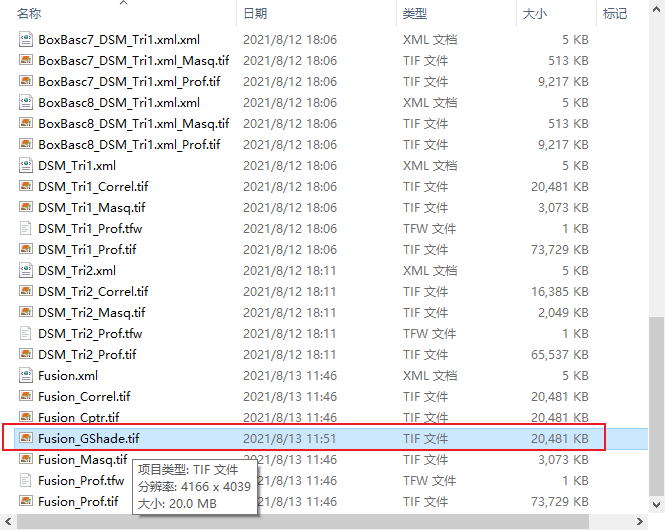 名称 日期 类型 大小 标记
BoxBasc7_DSM_Tri1.xml.xml 2021/8/12 18:06 XML 文档 5 KB
BoxBasc7_DSM_Tri1.xml_Masq.tif 2021/8/12 18:06 TIF 文件 513 KB
BoxBasc7_DSM_Tri1.xml_Prof.tif 2021/8/12 18:06 TIF 文件 9,217 KB
BoxBasc8_DSM_Tri1.xml.xml 2021/8/12 18:06 XML 文档 5 KB
BoxBasc8_DSM_Tri1.xml_Masq.tif 2021/8/12 18:06 TIF 文件 513 KB
BoxBasc8_DSM_Tri1.xml_Prof.tif 2021/8/12 18:06 TIF 文件 9,217 KB
DSM_Tri1.xml 2021/8/12 18:06 XML 文档 5 KB
DSM_Tri1_Correl.tif 2021/8/12 18:06 TIF 文件 20,481 KB
DSM_Tri1_Masq.tif 2021/8/12 18:06 TIF 文件 3,073 KB
DSM_Tri1_Prof.tfw 2021/8/12 18:06 TFW 文件 1 KB
DSM_Tri1_Prof.tif 2021/8/12 18:06 TIF 文件 73,729 KB
DSM_Tri2.xml 2021/8/12 18:11 XML 文档 5 KB
DSM_Tri2_Correl.tif 2021/8/12 18:11 TIF 文件 16,385 KB
DSM_Tri2_Masq.tif 2021/8/12 18:11 TIF 文件 2,049 KB
DSM_Tri2_Prof.tfw 2021/8/12 18:11 TFW 文件 1 KB
DSM_Tri2_Prof.tif 2021/8/12 18:11 TIF 文件 65,537 KB
Fusion.xml 2021/8/13 11:46 XML 文档 5 KB
Fusion_Correl.tif 2021/8/13 11:46 TIF 文件 20,481 KB
Fusion_Cptr.tif 2021/8/13 11:46 TIF 文件 20,481 KB
Fusion_GShade.tif 2021/8/13 11:51 TIF 文件 20,481 KB
Fusion_Masq.tif 2021/8/13 11:46 TIF 文件 3,073 KB
Fusion_Prof.tfw 2021/8/13 11:46 TFW 文件 1 KB
Fusion_Prof.tif 2021/8/13 11:46 TIF 文件 73,729 KB
项目类型: TIF 文件
分辨率: 4166 x 4039
大小: 20.0 MB